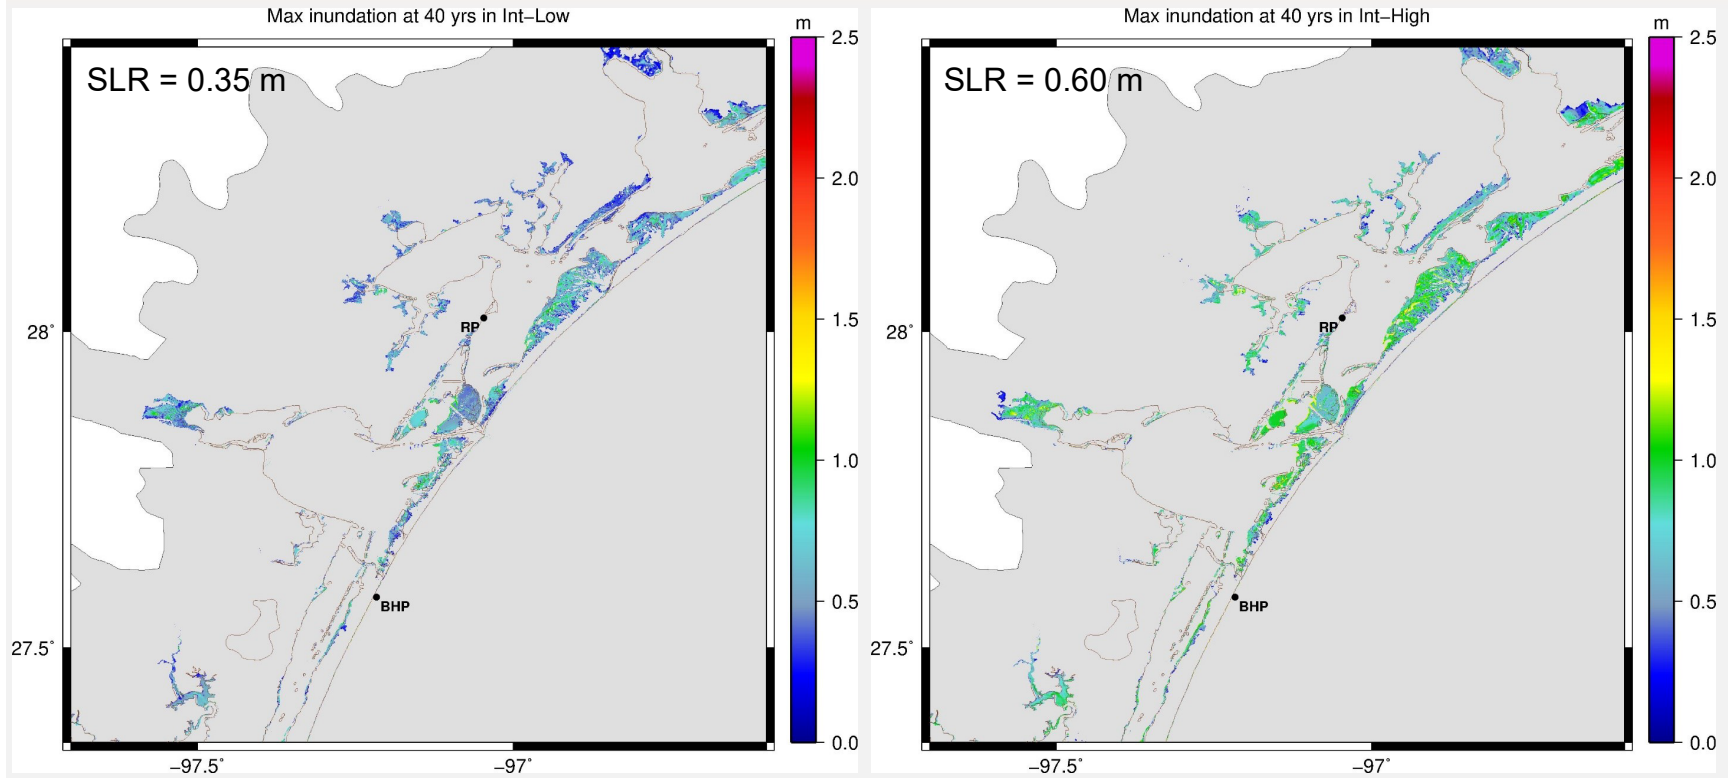 Max inundation at 40 yrs in Int-Low
m
SLR = 0.35 m
2.5
2.0
1.5
1.0
0.5
0.0
28°
27.5°
RP
BHP
-97.5°
-97°
Max inundation at 40 yrs in Int-High
m
SLR = 0.60 m
2.5
2.0
1.5
1.0
0.5
0.0
28°
27.5°
RP
BHP
-97.5°
-97°